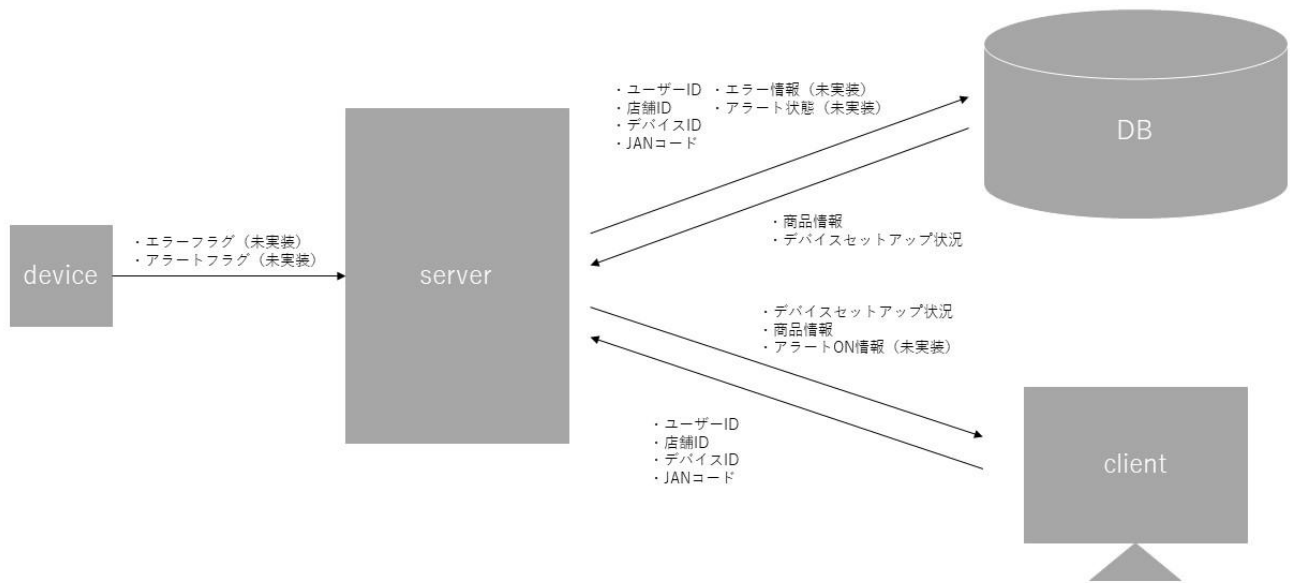 ・ユーザーID ・エラー情報（未実装）
・店舗ID ・アラート状態（未実装）
・デバイスID
・JANコード
DB
・商品情報
・デバイスセットアップ状況
・エラーフラグ（未実装）
・アラートフラグ（未実装）
device
server
・デバイスセットアップ状況
・商品情報
・アラートON情報（未実装）
・ユーザーID
・店舗ID
・デバイスID
・JANコード
client